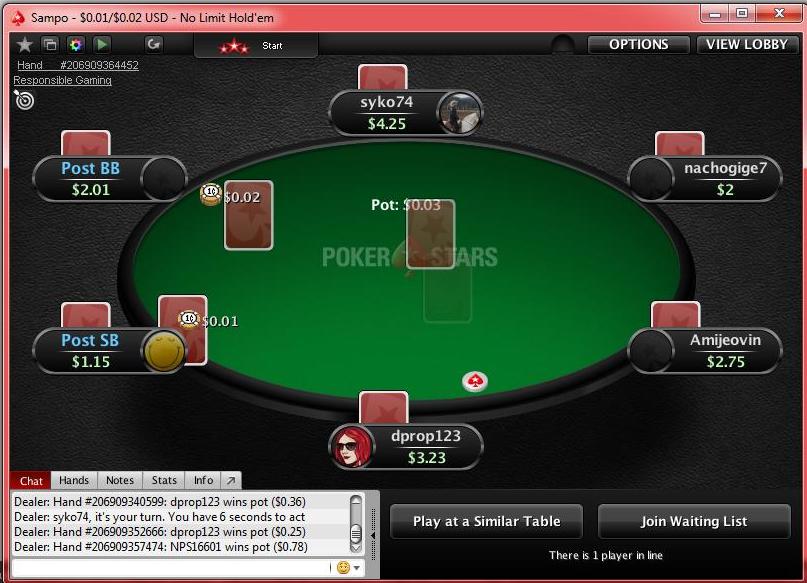 Sampo - $0.01/$0.02 USD - No Limit Hold'em
Start
OPTIONS
VIEW LOBBY
Hand #206909364452
Responsible Gaming
syko74
$4.25
Post BB
$2.01
nachogige7
$2
$0.02
Pot: $0.03
POKER STARS
1¢
1¢
$0.01
Post SB
$1.15
Amijeovin
$2.75
dprop123
$3.23
Chat
Hands
Notes
Stats
Info
Dealer: Hand #206909340599: dprop123 wins pot ($0.36)
Dealer: syko74, it's your turn. You have 6 seconds to act
Dealer: Hand #206909352666: dprop123 wins pot ($0.25)
Dealer: Hand #206909357474: NPS16601 wins pot ($0.78)
Play at a Similar Table
Join Waiting List
There is 1 player in line